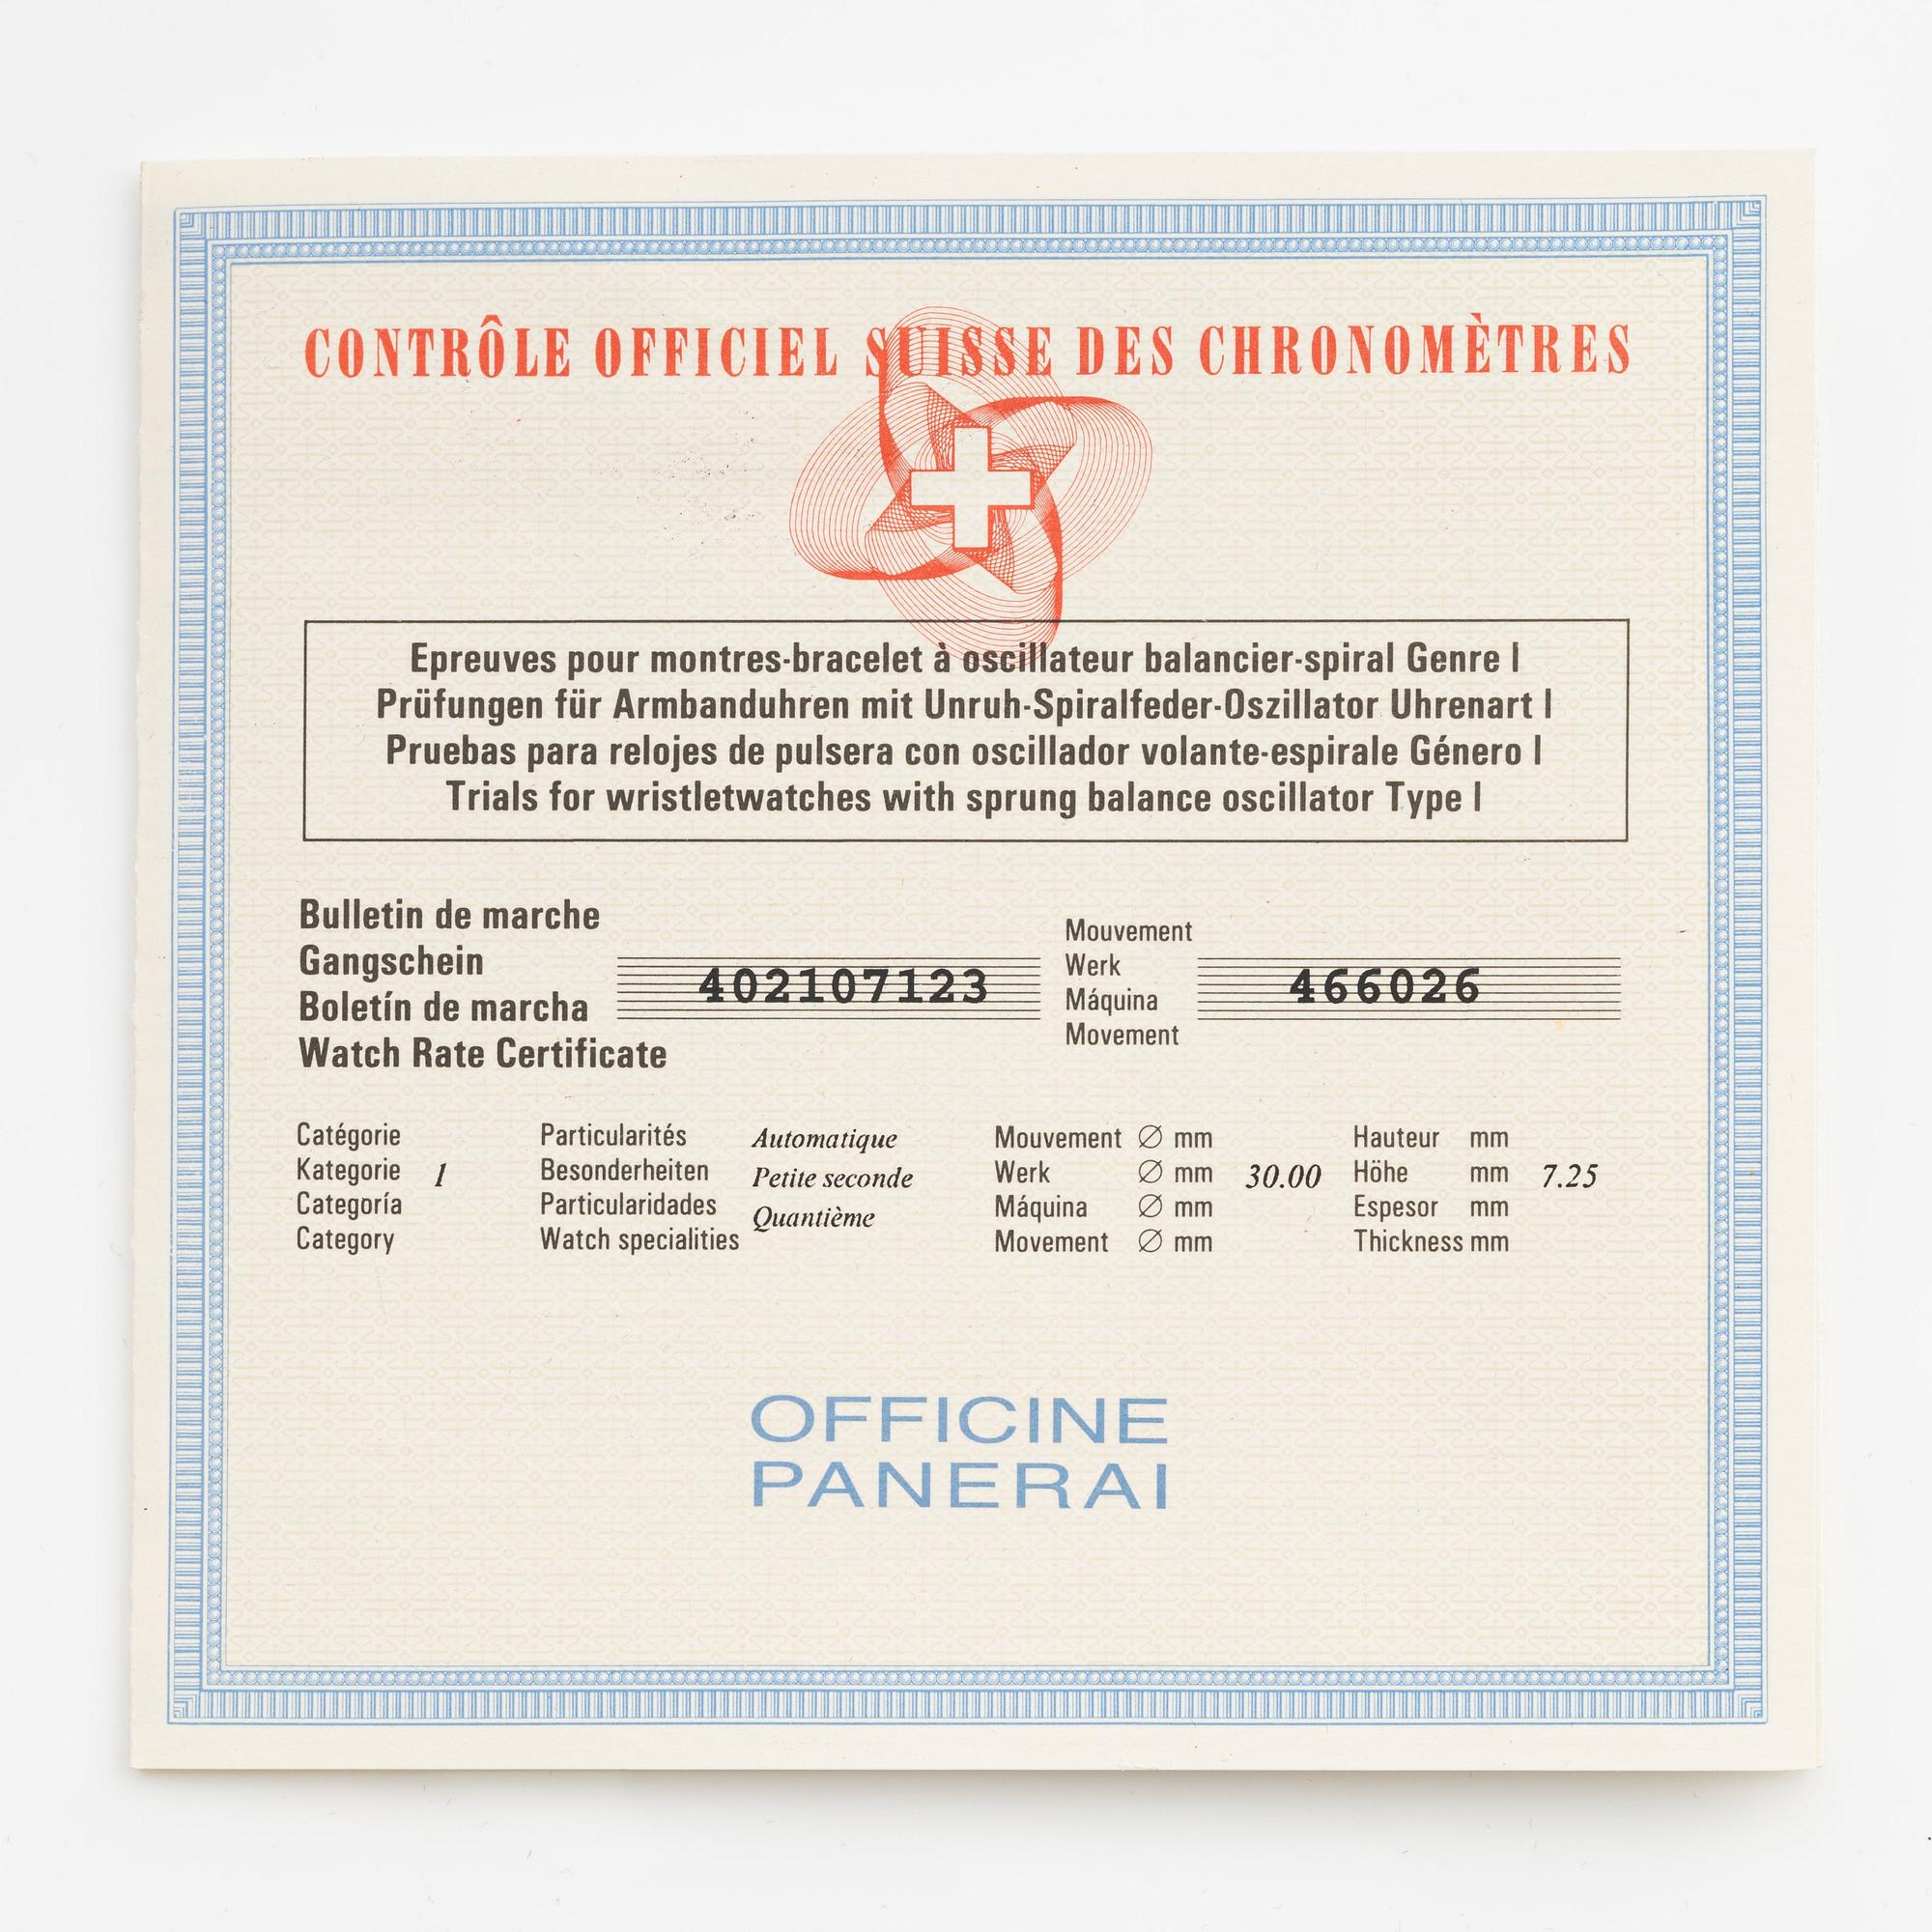 CONTRÔLE OFFICIEL SUISSE DES CHRONOMÈTRES
Epreuves pour montres-bracelet à oscillateur balancier-spiral Genre I
Prüfungen für Armbanduhren mit Unruh-Spiralfeder-Oszillator Uhrenart I
Pruebas para relojes de pulsera con oscillador volante-espirale Género I
Trials for wristletwatches with sprung balance oscillator Type I
Bulletin de marche
Gangschein
Boletín de marcha
Watch Rate Certificate
402107123
Mouvement
Werk
Máquina
Movement
466026
Catégorie
Kategorie 1
Categoría
Category
Particularités Automatique
Besonderheiten Petite seconde
Particularidades Quantième
Watch specialities
Mouvement ∅ mm
Werk ∅ mm 30.00
Máquina ∅ mm
Movement ∅ mm
Hauteur mm
Höhe mm 7.25
Espesor mm
Thickness mm
OFFICINE
PANERAI